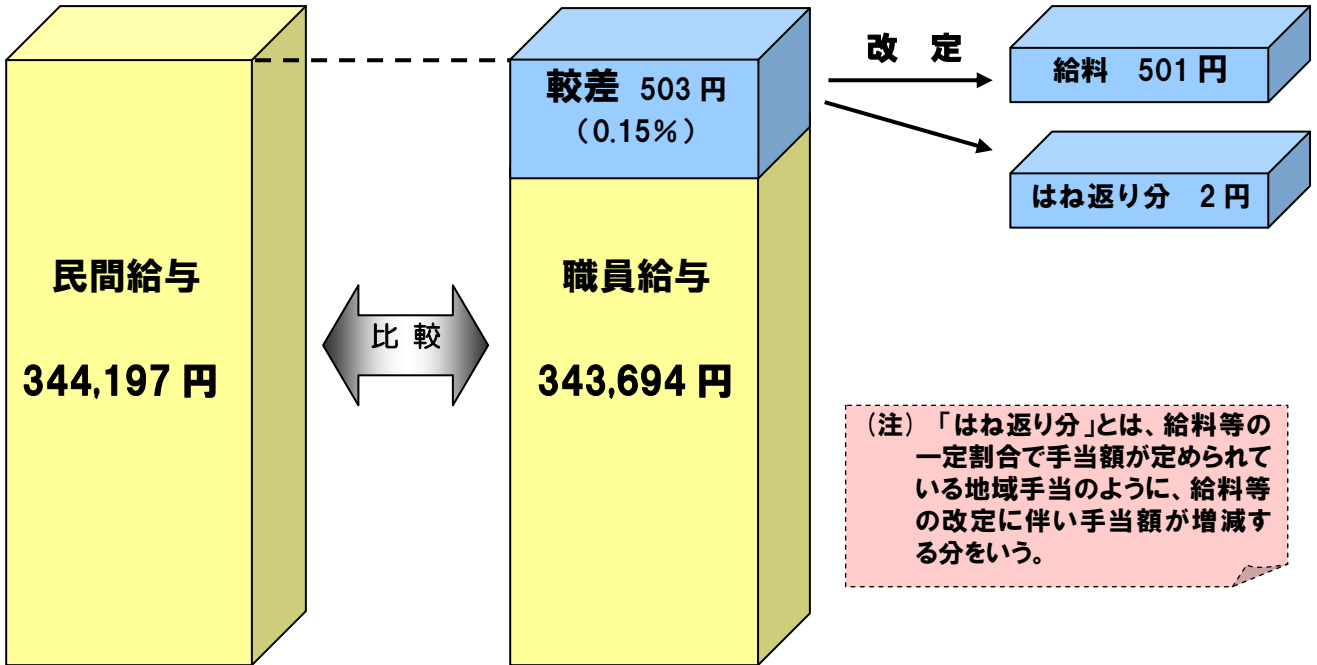 改 定
給料 501 円
はね返り分 2 円
較差 503 円
（0.15％）
民間給与
344,197 円
比 較
職員給与
343,694 円
（注） 「はね返り分」とは、給料等の
一定割合で手当額が定められて
いる地域手当のように、給料等
の改定に伴い手当額が増減す
る分をいう。